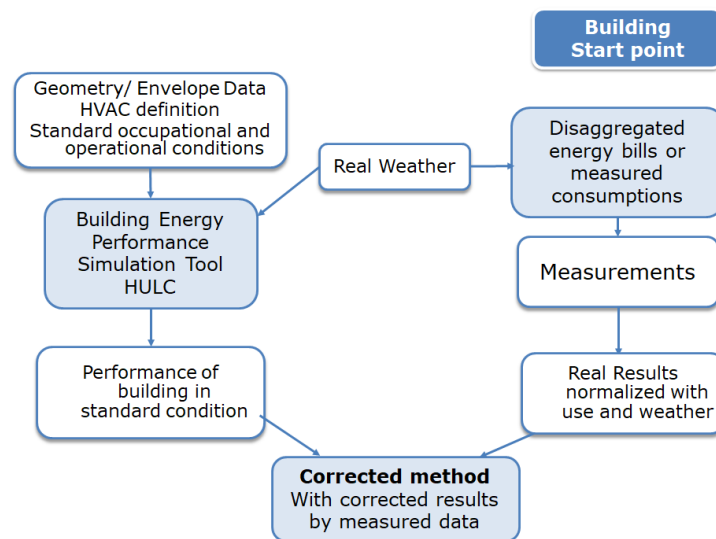 Building
Start point
Geometry/ Envelope Data
HVAC definition
Standard occupational and
operational conditions
Real Weather
Disaggregated
energy bills or
measured
consumptions
Building Energy
Performance
Simulation Tool
HULC
Measurements
Performance of
building in
standard condition
Real Results
normalized with
use and weather
Corrected method
With corrected results
by measured data